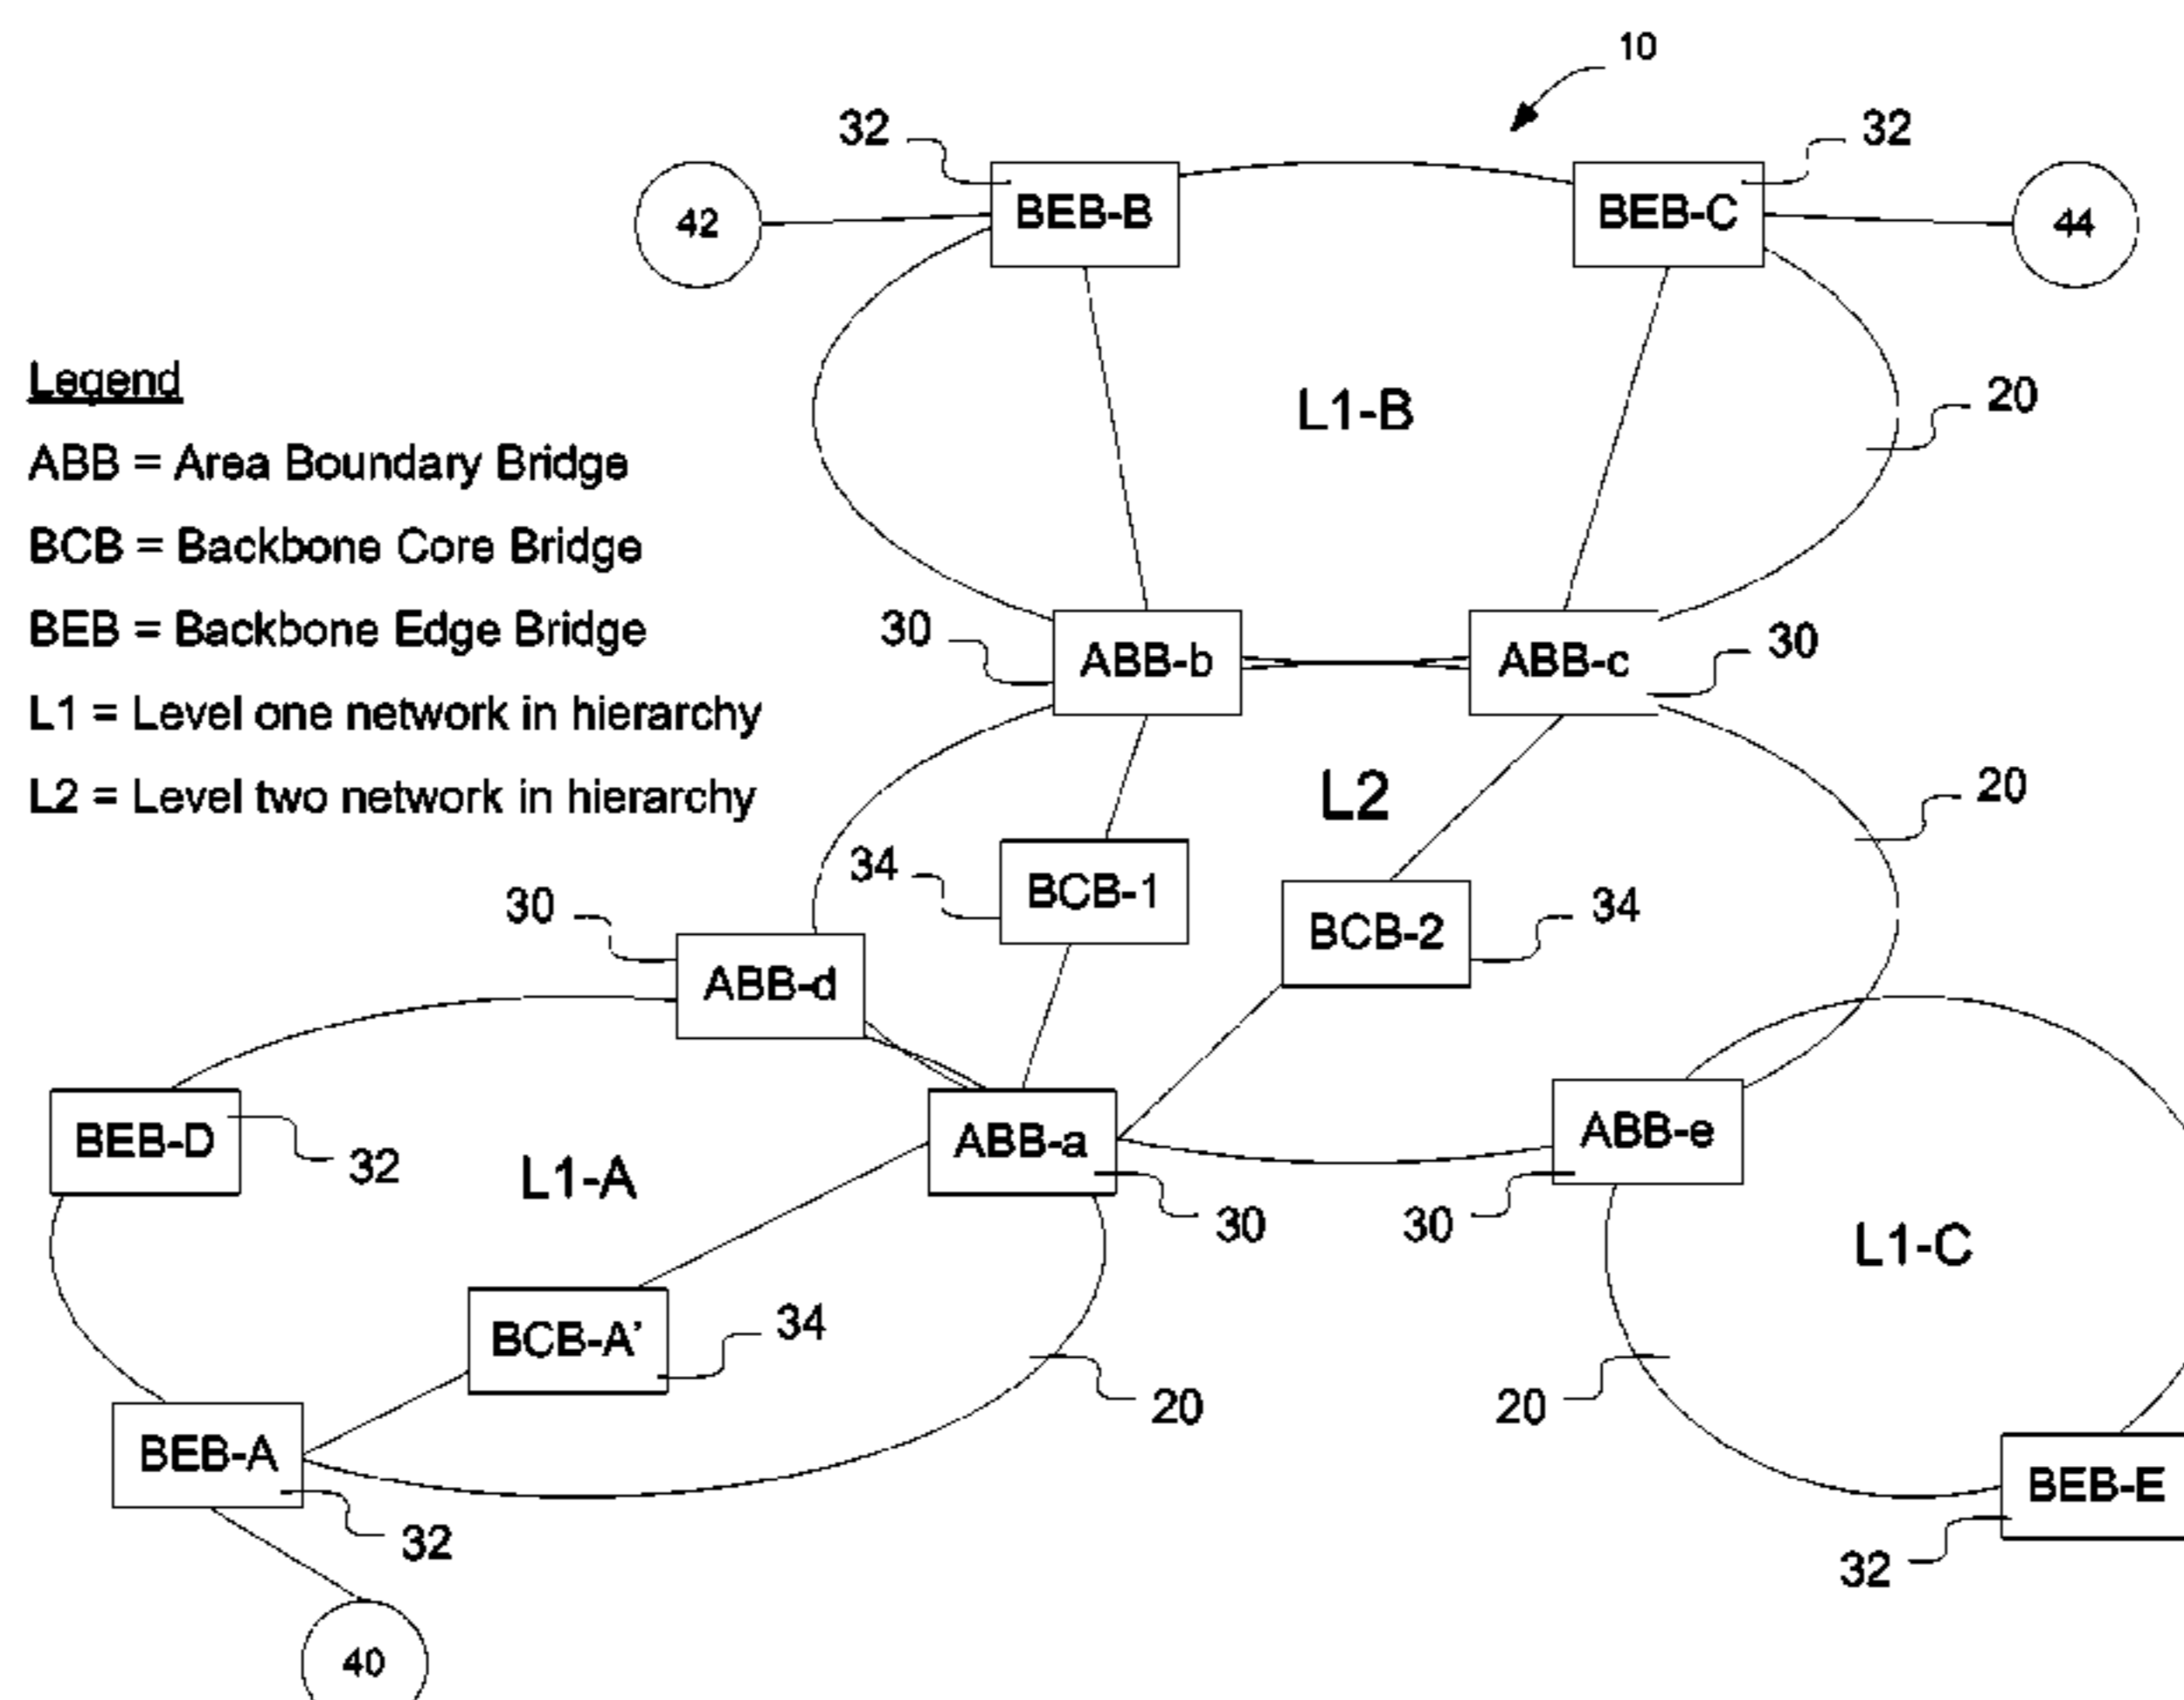 10
32
32
42
BEB-B
BEB-C
44
Legend
ABB = Area Boundary Bridge
BCB = Backbone Core Bridge
BEB = Backbone Edge Bridge
L1 = Level one network in hierarchy
L2 = Level two network in hierarchy
L1-B
20
30
ABB-b
ABB-c
30
L2
20
34
BCB-1
30
BCB-2
34
ABB-d
BEB-D
32
L1-A
ABB-a
ABB-e
30
30
L1-C
BCB-A’
34
20
20
BEB-A
32
BEB-E
32
40